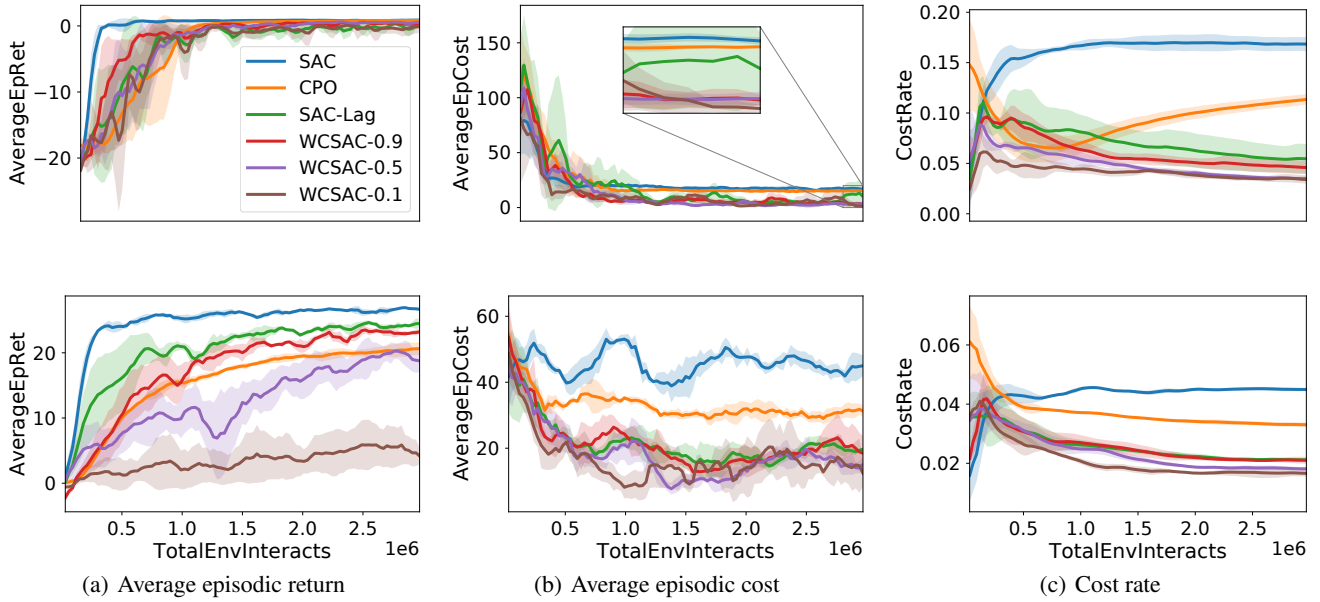 AverageEpRet
0
−10
−20
SAC
CPO
SAC-Lag
WCSAC-0.9
WCSAC-0.5
WCSAC-0.1
AverageEpCost
150
100
50
0
CostRate
0.20
0.15
0.10
0.05
0.00
AverageEpRet
20
10
0
0.5 1.0 1.5 2.0 2.5
TotalEnvInteracts 1e6
AverageEpCost
60
40
20
0.5 1.0 1.5 2.0 2.5
TotalEnvInteracts 1e6
CostRate
0.06
0.04
0.02
0.5 1.0 1.5 2.0 2.5
TotalEnvInteracts 1e6
(a) Average episodic return
(b) Average episodic cost
(c) Cost rate